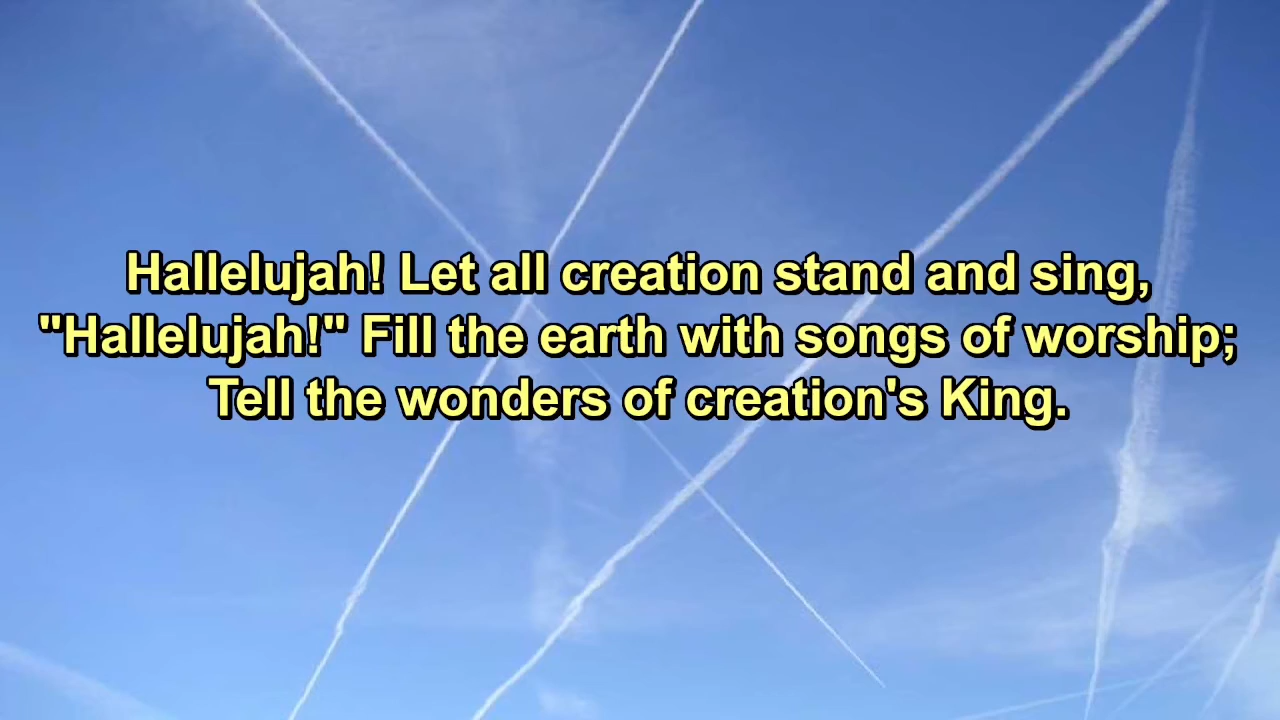 Hallelujah! Let all creation stand and sing,
"Hallelujah!" Fill the earth with songs of worship;
Tell the wonders of creation's King.